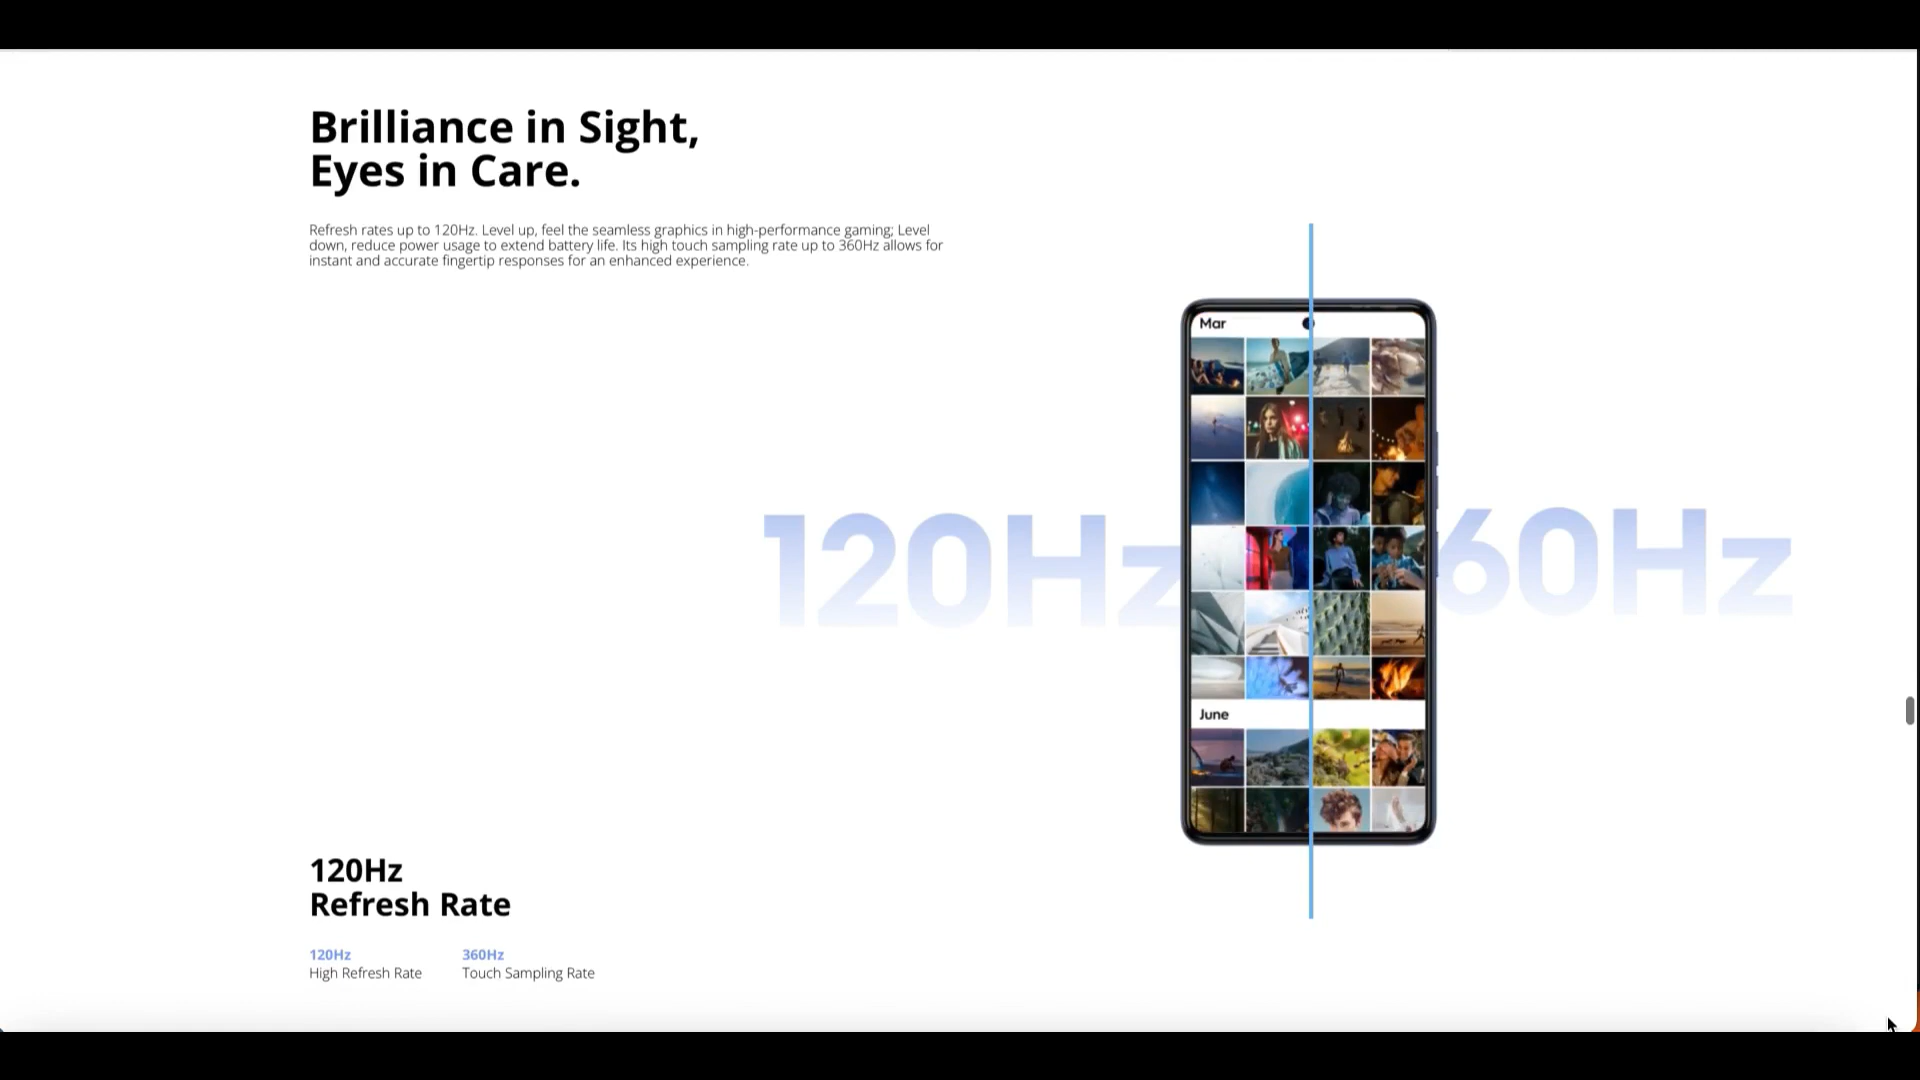 Brilliance in Sight,
Eyes in Care.
Refresh rates up to 120Hz. Level up, feel the seamless graphics in high-performance gaming; Level
down, reduce power usage to extend battery life. Its high touch sampling rate up to 360Hz allows for
instant and accurate fingertip responses for an enhanced experience.
Mar
120Hz
60Hz
June
120Hz
Refresh Rate
120Hz
High Refresh Rate
360Hz
Touch Sampling Rate